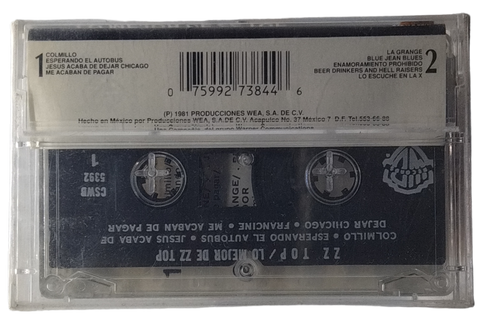 1
COLMILLO
ESPERANDO EL AUTOBUS
JESUS ACABA DE DEJAR CHICAGO
ME ACABAN DE PAGAR
0 75992 73844 6
LA GRANGE
BLUE JEAN BLUES
ENAMORAMIENTO PROHIBIDO
BEER DRINKERS AND HELL RAISERS
LO ESCUCHE EN LA X
2
(P) 1981 PRODUCCIONES WEA, S.A. DE C.V.
Hecho en México por Producciones WEA, S.A. DE C.V. Acapulco No. 37 México 7 D.F. Tel. 553-50-00
1
ZZ TOP / LO MEJOR DE ZZ TOP
COLMILLO • ESPERANDO EL AUTOBUS • JESUS ACABA DE
DEJAR CHICAGO • FRANCINE • ME ACABAN DE PAGAR
CSWB
5392
1